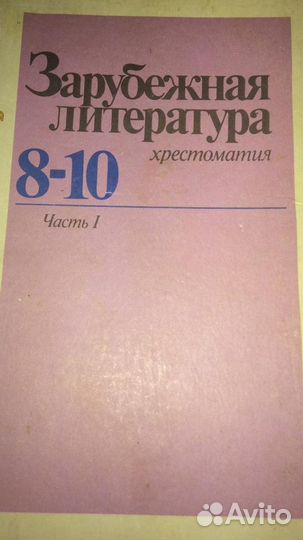 Зарубежная
литература
хрестоматия
8-10
Часть I
Avito